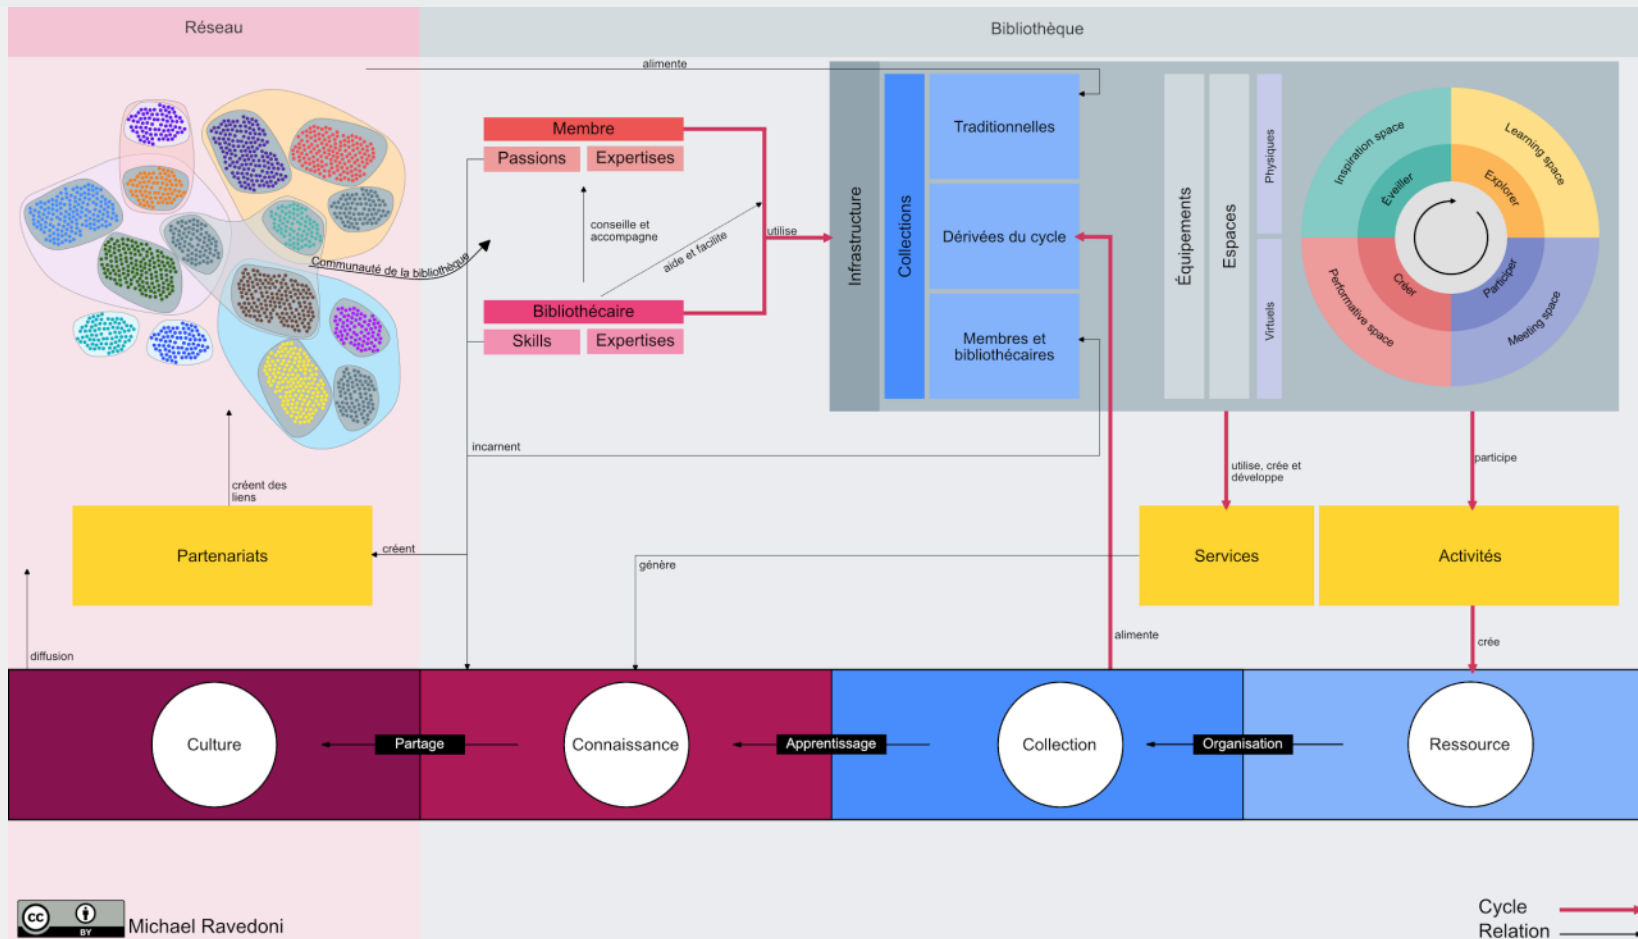 Réseau
Bibliothèque
alimente
Membre
Passions
Expertises
conseille et
accompagne
aide et facilite
utilise
Communauté de la bibliothèque
Bibliothécaire
Skills
Expertises
Infrastructure
Collections
Traditionnelles
Dérivées du cycle
Membres et
bibliothécaires
Équipements
Espaces
Physiques
Virtuels
Inspiration space
Learning space
Éveiller
Explorer
Créer
Participer
Performative space
Meeting space
incarnent
utilise, crée et
développe
participe
créent des
liens
Partenariats
créent
génère
Services
Activités
diffusion
alimente
crée
Culture
Partage
Connaissance
Apprentissage
Collection
Organisation
Ressource
cc
BY
Michael Ravedoni
Cycle
Relation